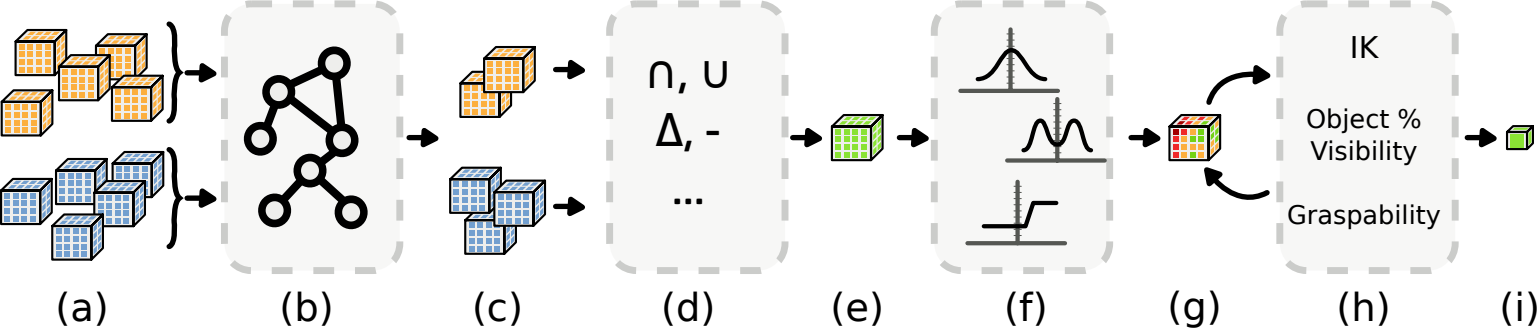 ∩, ∪
Δ, -
...
IK
Object %
Visibility
Graspability
(a) (b) (c) (d) (e) (f) (g) (h) (i)